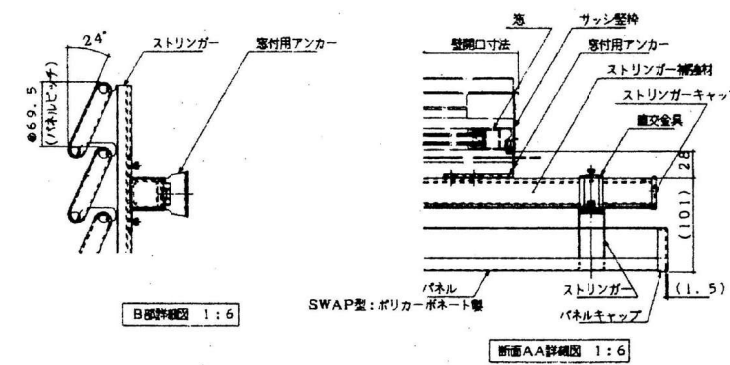 24°
ストリンガー
窓付用アンカー
@69.5
(パネルピッチ)
B部詳細図 1:6
窓
サッシ竪枠
壁開口寸法
窓付用アンカー
ストリンガー補強材
ストリンガーキャップ
直交金具
28
(101)
パネル
SWAP型:ポリカーボネート製
ストリンガー
(1.5)
パネルキャップ
断面AA詳細図 1:6